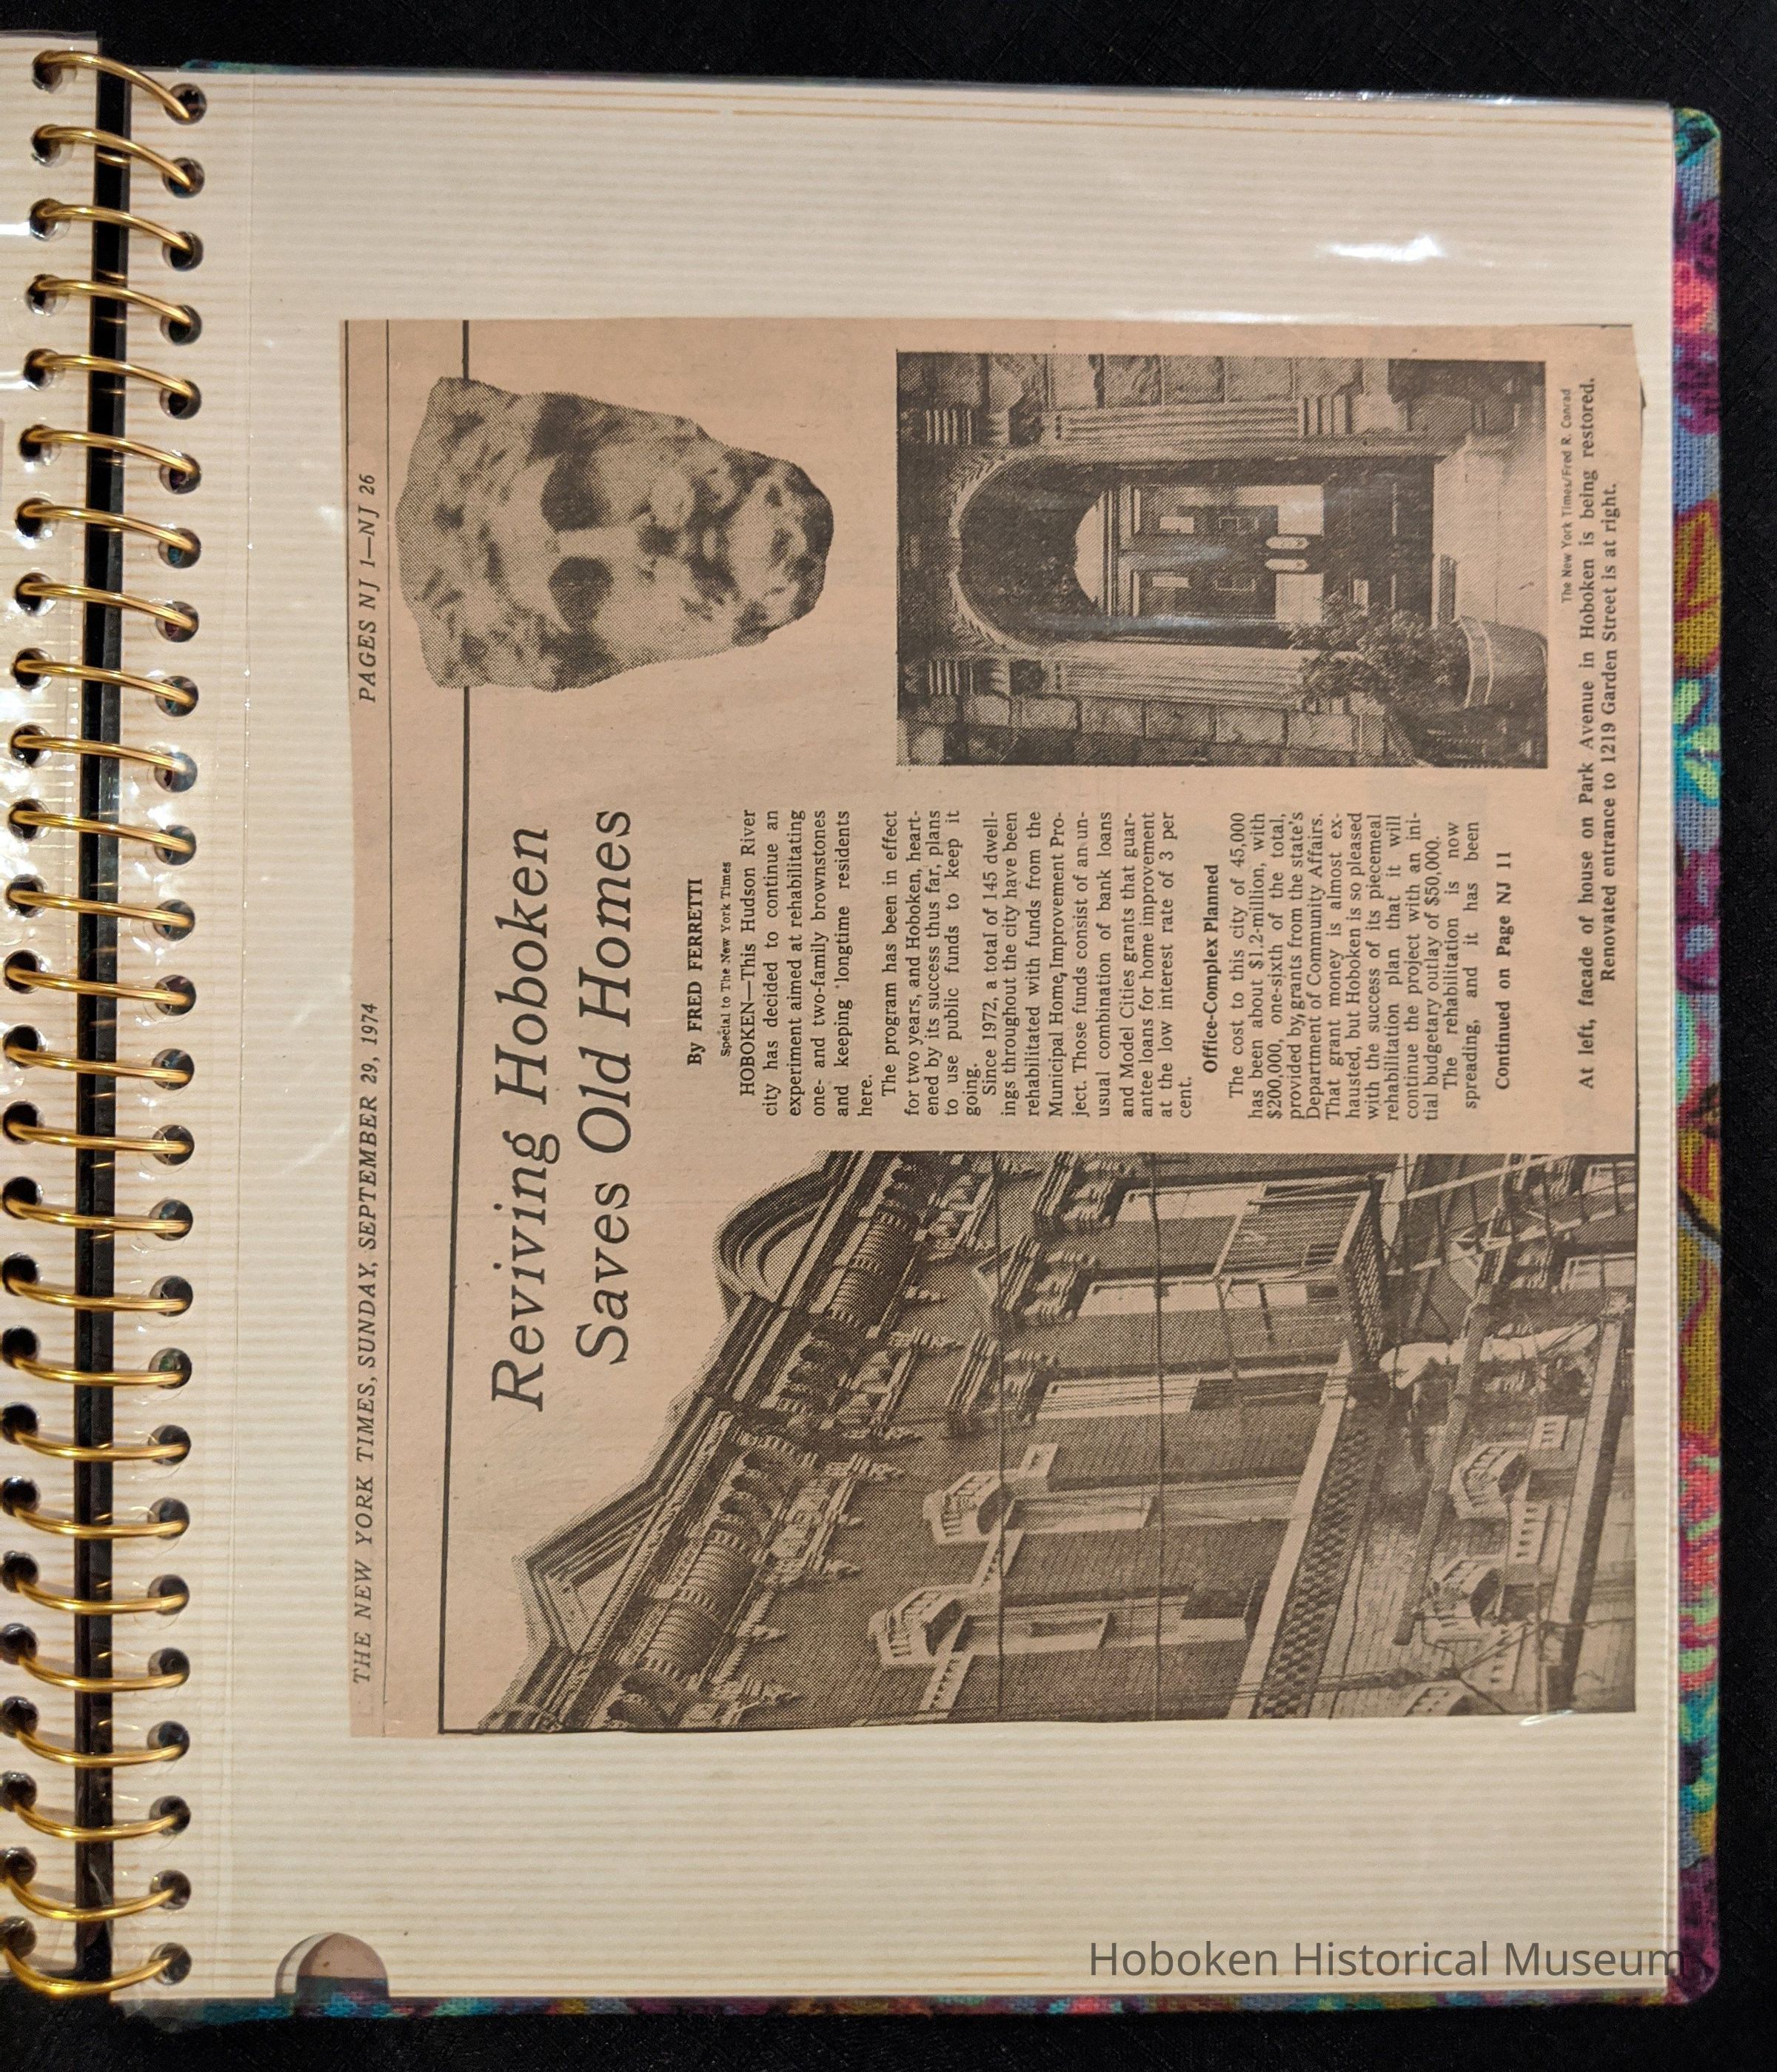 THE NEW YORK TIMES, SUNDAY, SEPTEMBER 29, 1974
PAGES NJ 1—NJ 26
Reviving Hoboken
Saves Old Homes
By FRED FERRETTI
Special to The New York Times
HOBOKEN—This Hudson River
city has decided to continue an
experiment aimed at rehabilitating
one- and two-family brownstones
and keeping longtime residents
here.
The program has been in effect
for two years, and Hoboken, heart-
ened by its success thus far, plans
to use public funds to keep it
going.
Since 1972, a total of 145 dwell-
ings throughout the city have been
rehabilitated with funds from the
Municipal Home Improvement Pro-
ject. Those funds consist of an un-
usual combination of bank loans
and Model Cities grants that guar-
antee loans for home improvement
at the low interest rate of 3 per
cent.
Office-Complex Planned
The cost to this city of 45,000
has been about $1.2-million, with
$200,000, one-sixth of the total,
provided by grants from the state's
Department of Community Affairs.
That grant money is almost ex-
hausted, but Hoboken is so pleased
with the success of its piecemeal
rehabilitation plan that it will
continue the project with an ini-
tial budgetary outlay of $50,000.
The rehabilitation is now
spreading, and it has been
Continued on Page NJ 11
The New York Times/Fred R. Conrad
At left, facade of house on Park Avenue in Hoboken is being restored.
Renovated entrance to 1219 Garden Street is at right.
Hoboken Historical Museum